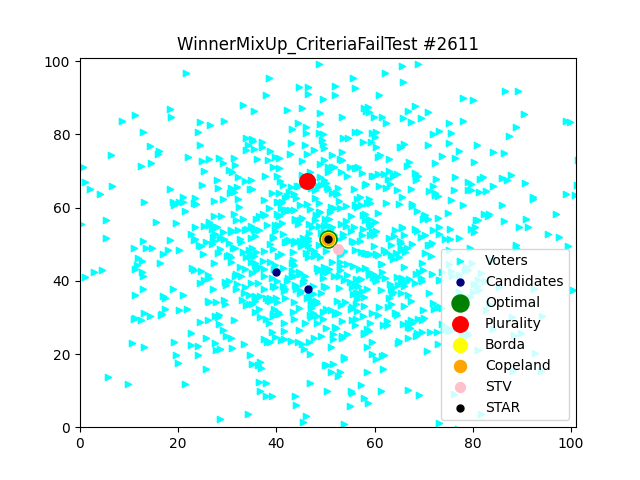 WinnerMixUp_CriteriaFailTest #2611
100
80
60
40
20
0
0
20
40
60
80
100
Voters
Candidates
Optimal
Plurality
Borda
Copeland
STV
STAR